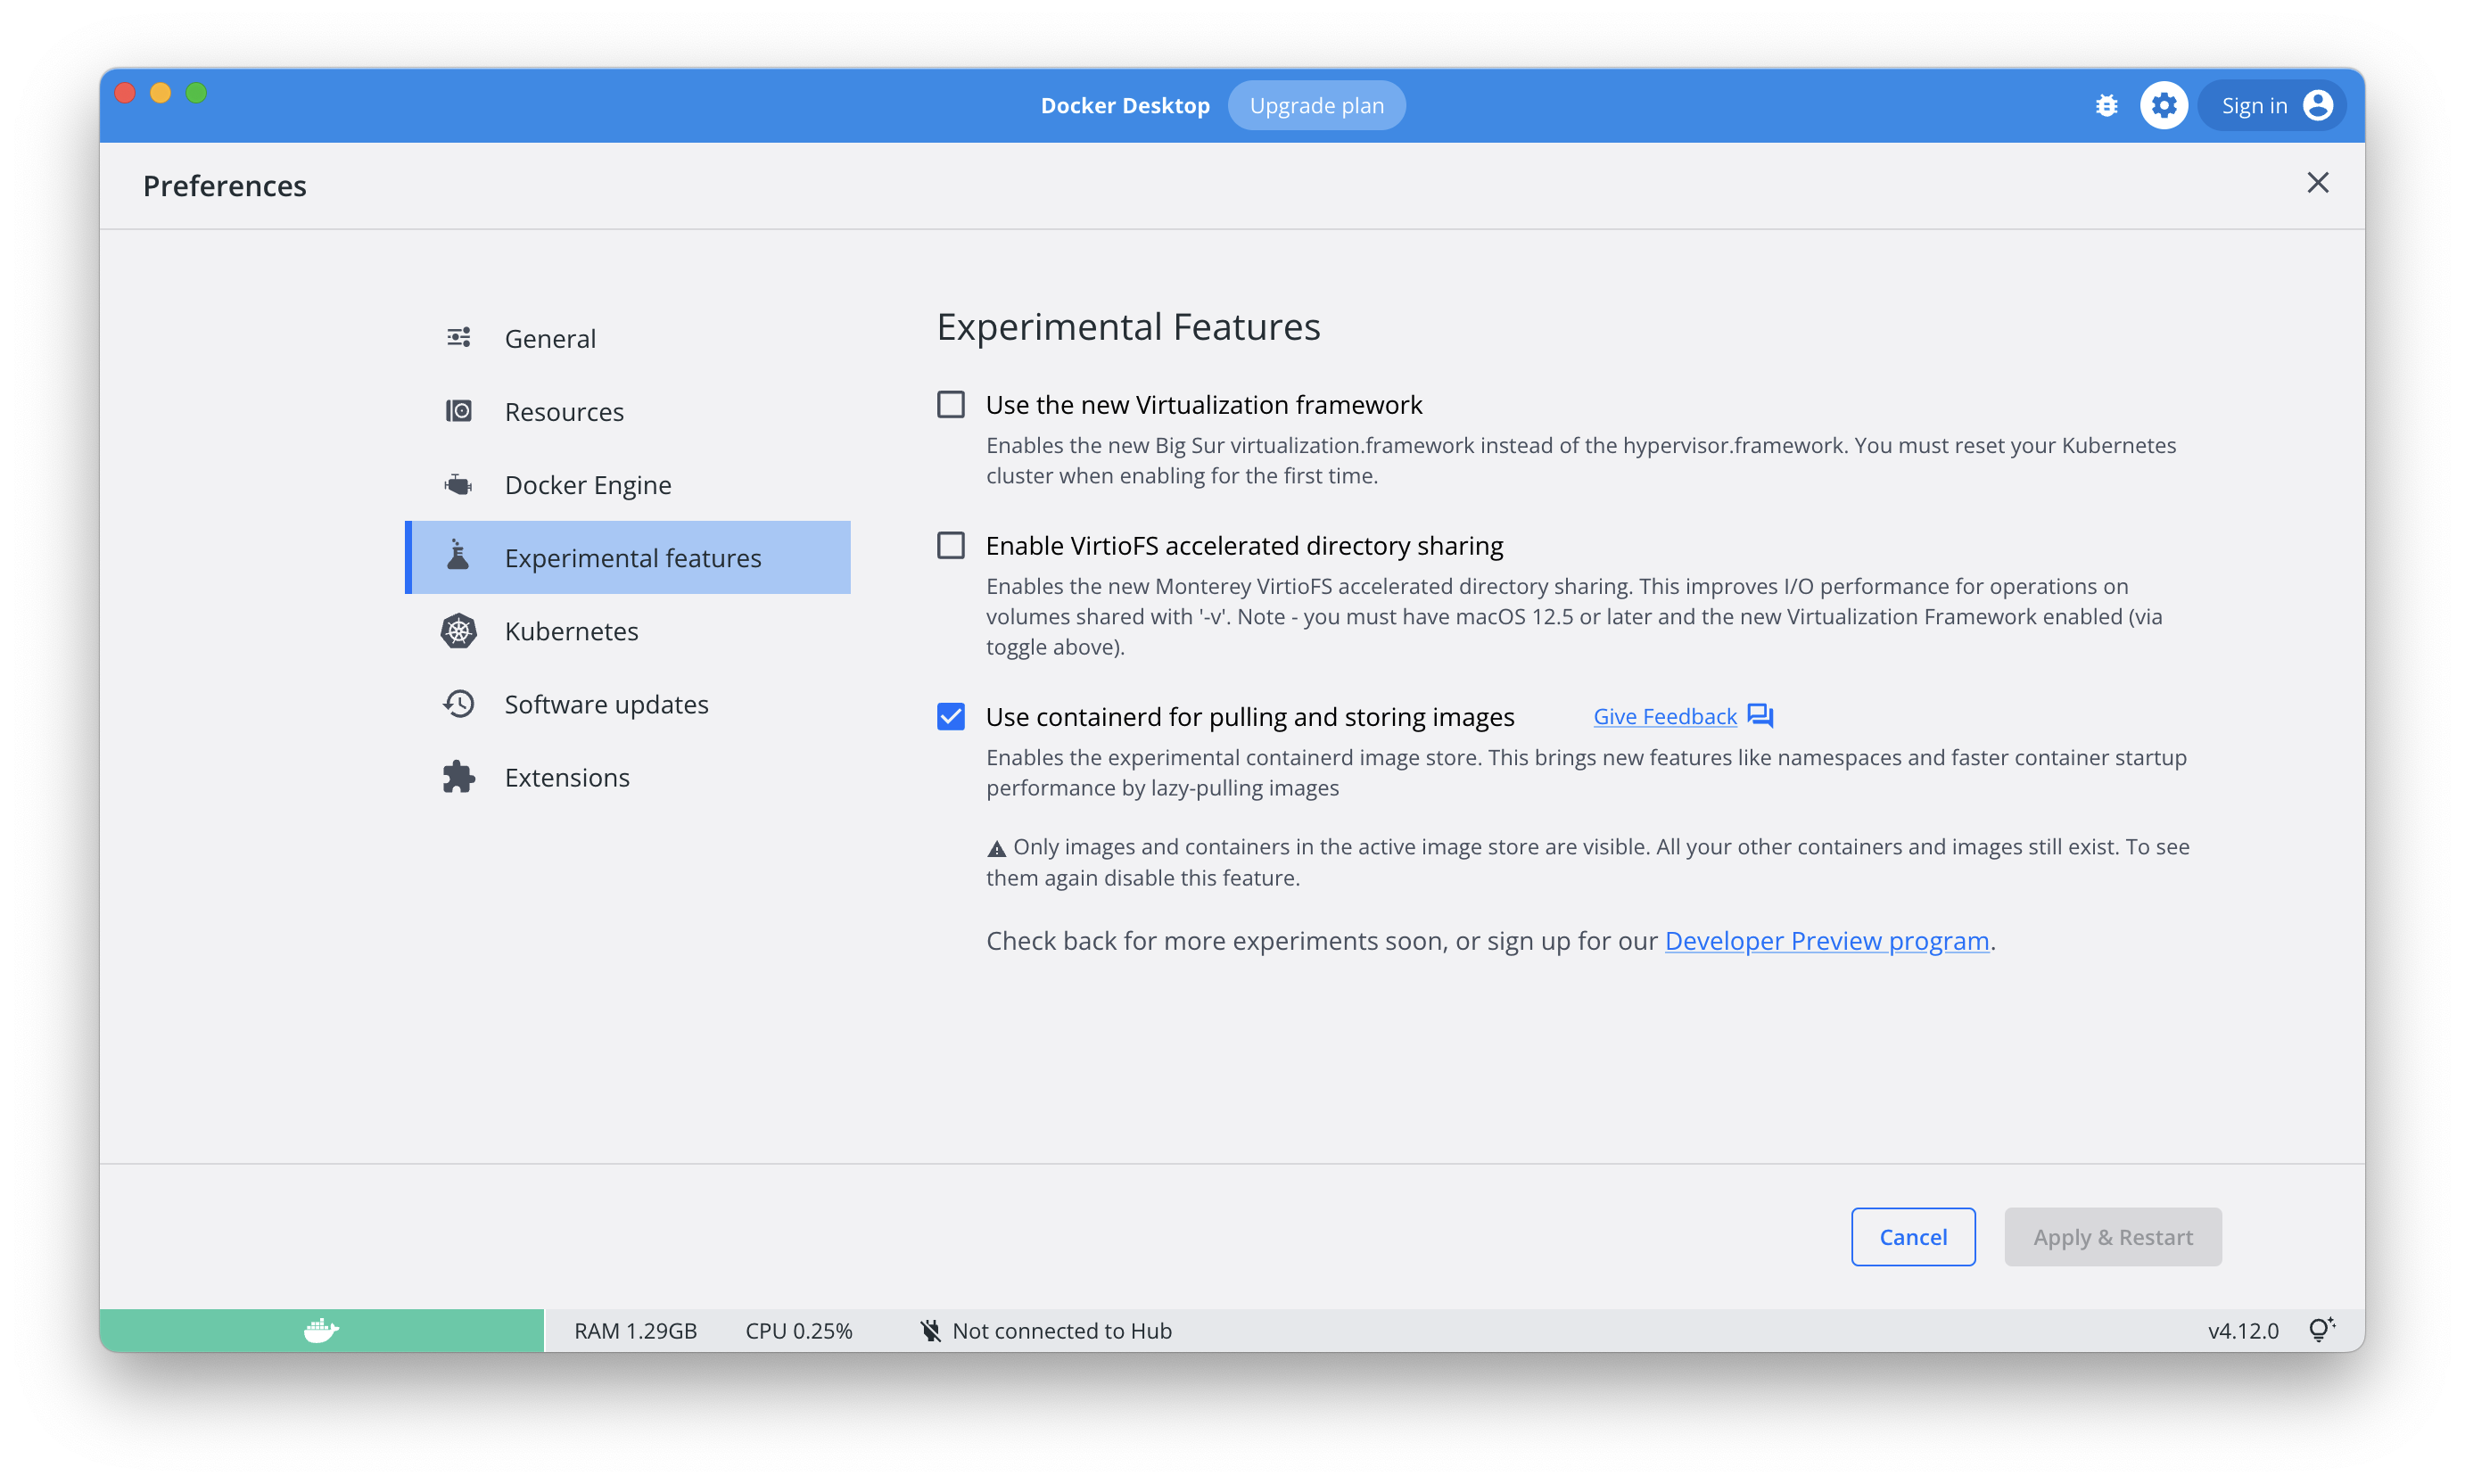 Docker Desktop Upgrade plan Sign in
Preferences
General
Resources
Docker Engine
Experimental features
Kubernetes
Software updates
Extensions
Experimental Features
Use the new Virtualization framework
Enables the new Big Sur virtualization.framework instead of the hypervisor.framework. You must reset your Kubernetes
cluster when enabling for the first time.
Enable VirtioFS accelerated directory sharing
Enables the new Monterey VirtioFS accelerated directory sharing. This improves I/O performance for operations on
volumes shared with '-v'. Note - you must have macOS 12.5 or later and the new Virtualization Framework enabled (via
toggle above).
Use containerd for pulling and storing images Give Feedback
Enables the experimental containerd image store. This brings new features like namespaces and faster container startup
performance by lazy-pulling images
Only images and containers in the active image store are visible. All your other containers and images still exist. To see
them again disable this feature.
Check back for more experiments soon, or sign up for our Developer Preview program.
Cancel Apply & Restart
RAM 1.29GB CPU 0.25% Not connected to Hub v4.12.0